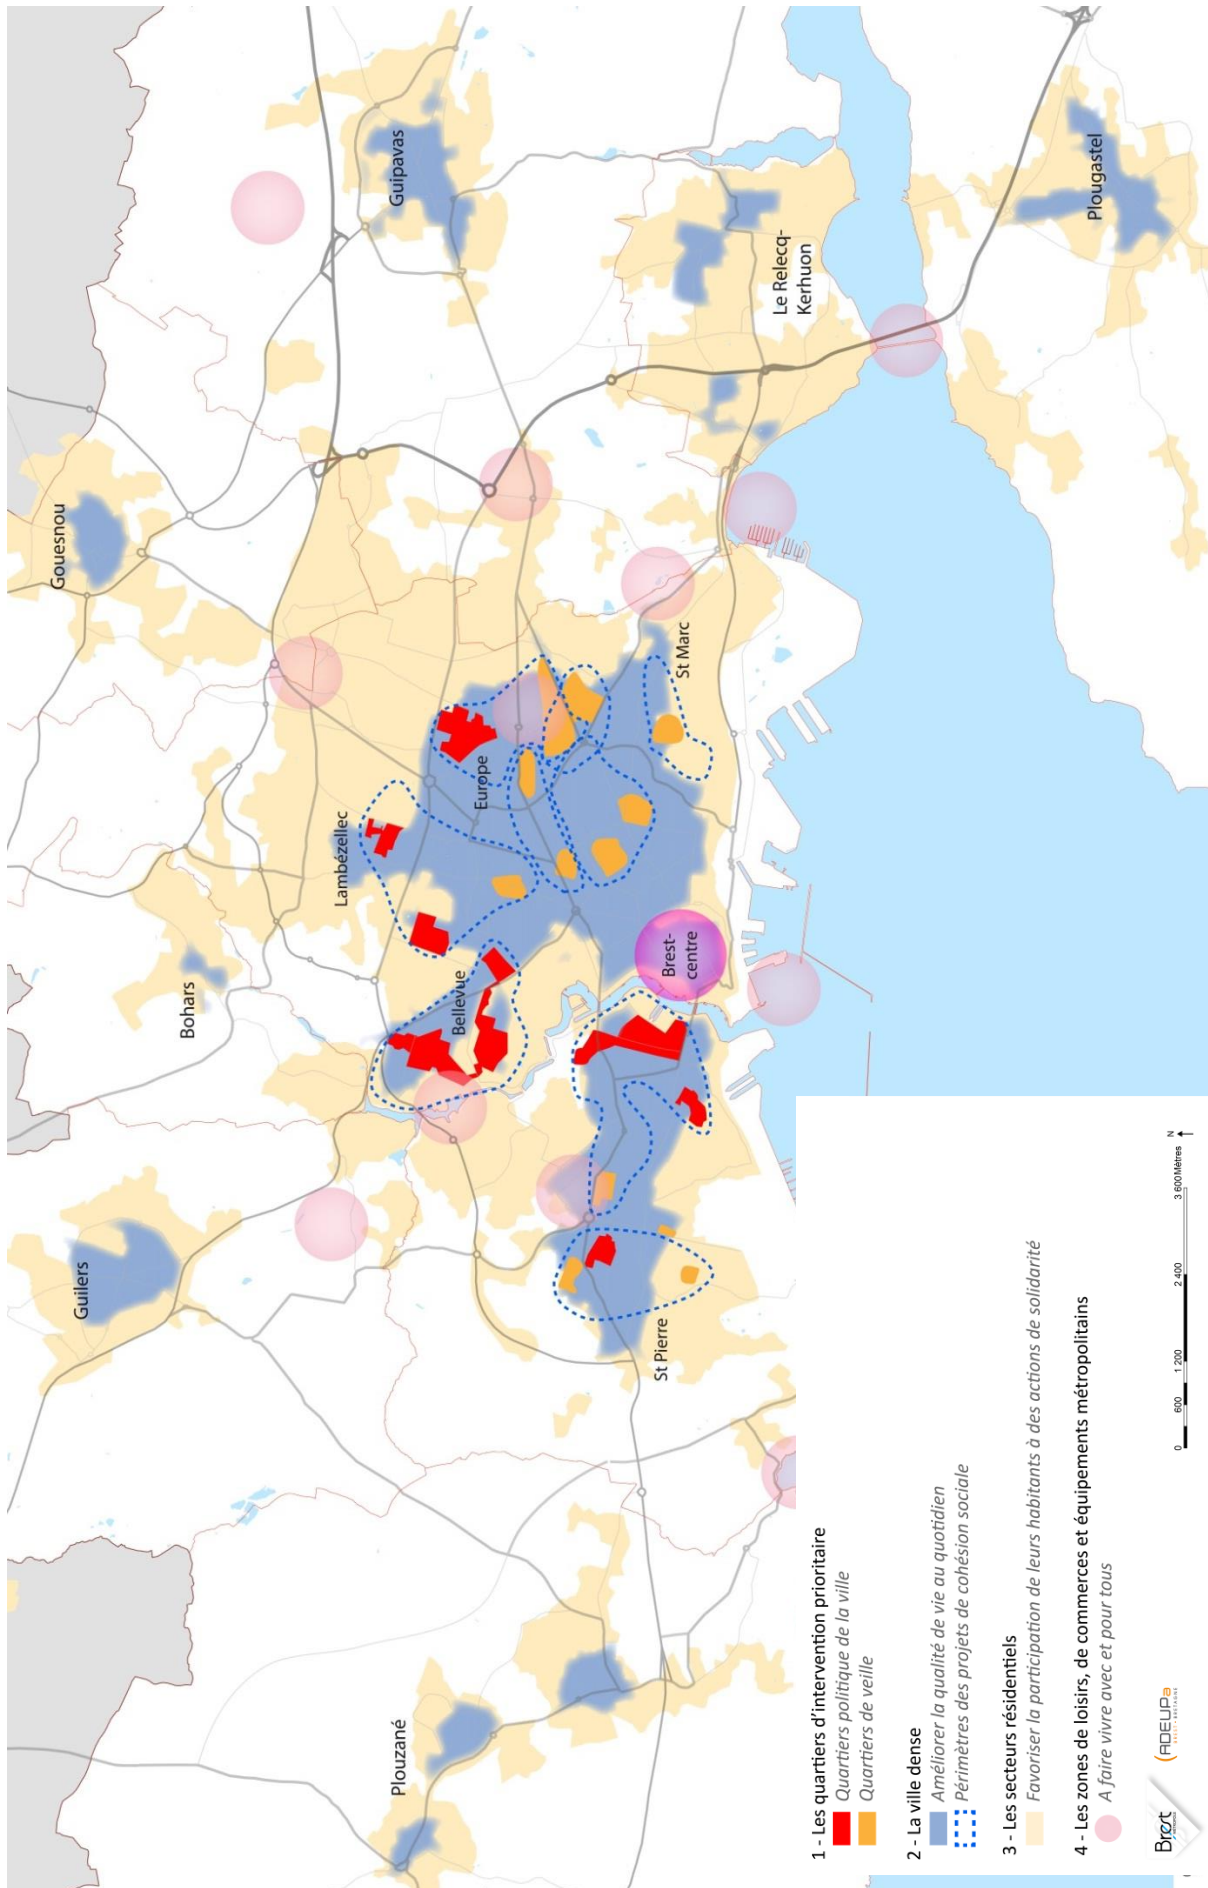 Plouzané
Guilers
Bohars
Gouesnou
Guipavas
Lambézellec
Bellevue
Europe
St Pierre
Brest-
centre
St Marc
Le Relecq-
Kerhuon
Plougastel
1 - Les quartiers d'intervention prioritaire
Quartiers politique de la ville
Quartiers de veille
2 - La ville dense
Améliorer la qualité de vie au quotidien
Périmètres des projets de cohésion sociale
3 - Les secteurs résidentiels
Favoriser la participation de leurs habitants à des actions de solidarité
4 - Les zones de loisirs, de commerces et équipements métropolitains
A faire vivre avec et pour tous
Brest
MÉTROPOLE
ADEUPa
BREST • BRETAGNE
0 600 1 200 2 400 3 600 Mètres
N